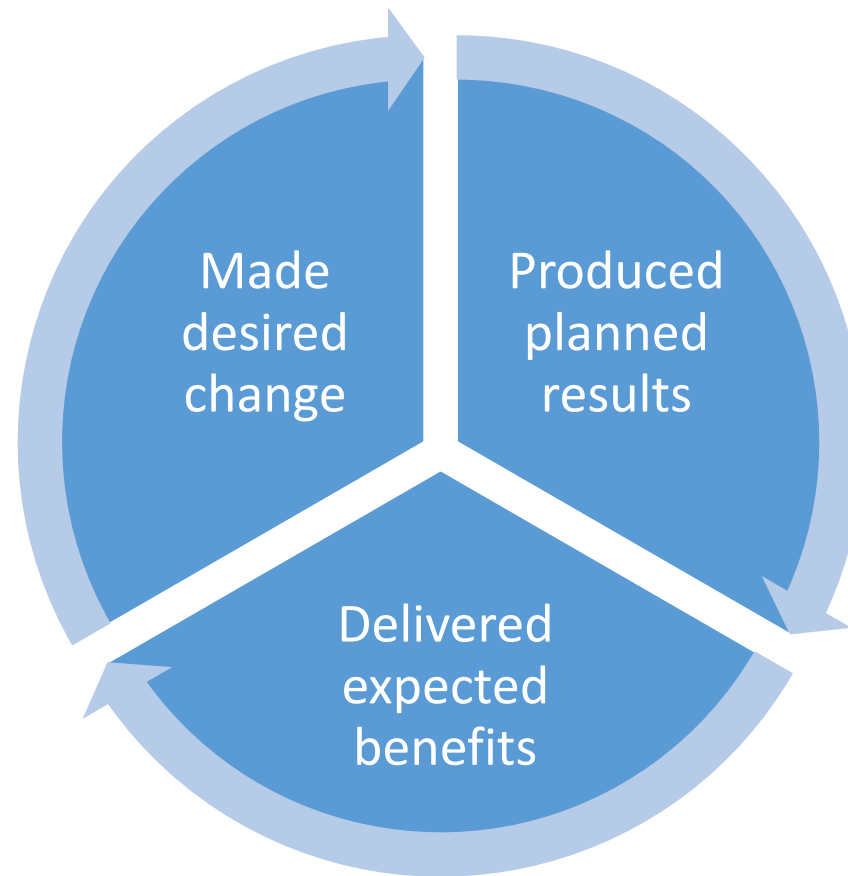 Made
desired
change
Produced
planned
results
Delivered
expected
benefits